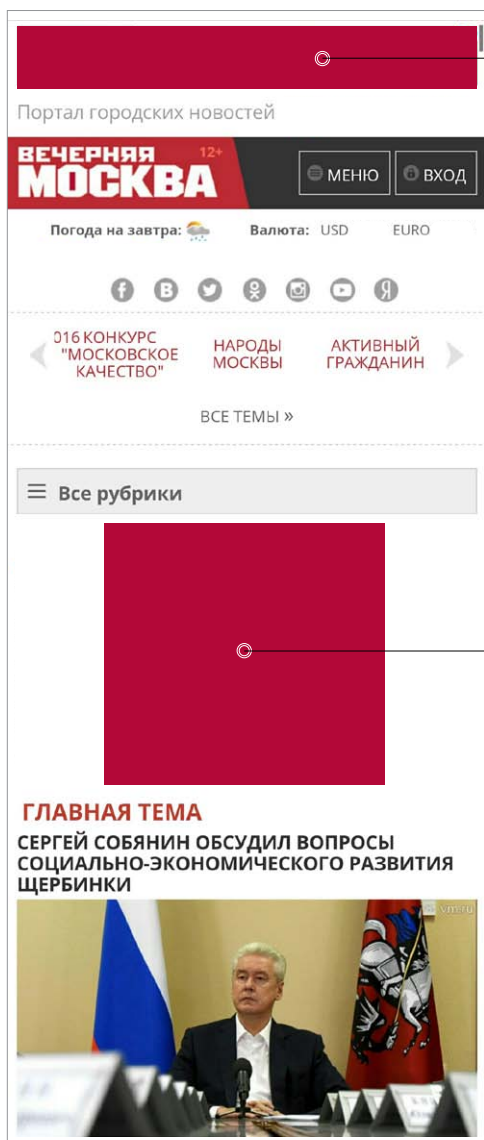 Портал городских новостей
ВЕЧЕРНЯЯ 12+
МОСКВА
МЕНЮ
ВХОД
Погода на завтра: Валюта: USD EURO
016 КОНКУРС
"МОСКОВСКОЕ
КАЧЕСТВО"
НАРОДЫ
МОСКВЫ
АКТИВНЫЙ
ГРАЖДАНИН
ВСЕ ТЕМЫ »
Все рубрики
ГЛАВНАЯ ТЕМА
СЕРГЕЙ СОБЯНИН ОБСУДИЛ ВОПРОСЫ
СОЦИАЛЬНО-ЭКОНОМИЧЕСКОГО РАЗВИТИЯ
ЩЕРБИНКИ
vm.ru